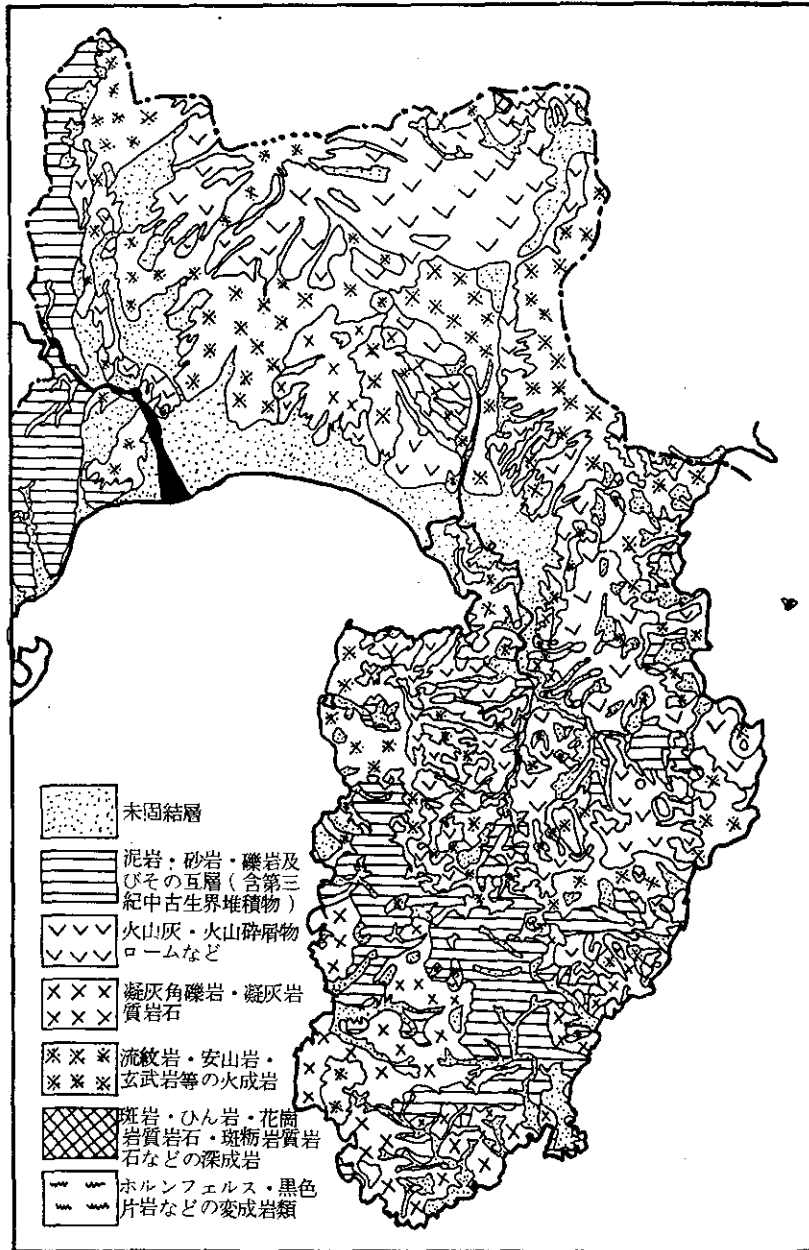 未固結層
泥岩・砂岩・礫岩及
びその互層(含第三
紀中古生界堆積物)
火山灰・火山砕屑物
ロームなど
凝灰角礫岩・凝灰岩
質岩石
流紋岩・安山岩・
玄武岩等の火成岩
斑岩・ひん岩・花崗
岩質岩石・斑粝岩質岩
石などの深成岩
ホルンフェルス・黒色
片岩などの変成岩類